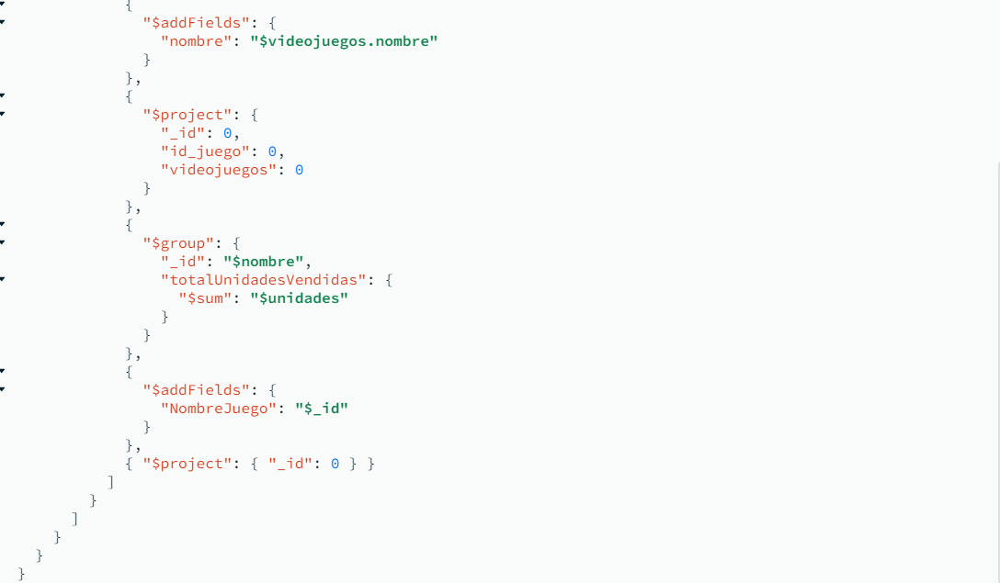 {
"$addFields": {
"nombre": "$videojuegos.nombre"
}
},
{
"$project": {
"_id": 0,
"id_juego": 0,
"videojuegos": 0
}
},
{
"$group": {
"_id": "$nombre",
"totalUnidadesVendidas": {
"$sum": "$unidades"
}
}
},
{
"$addFields": {
"NombreJuego": "$_id"
}
},
{ "$project": { "_id": 0 } }
]
}
]
}
}
}